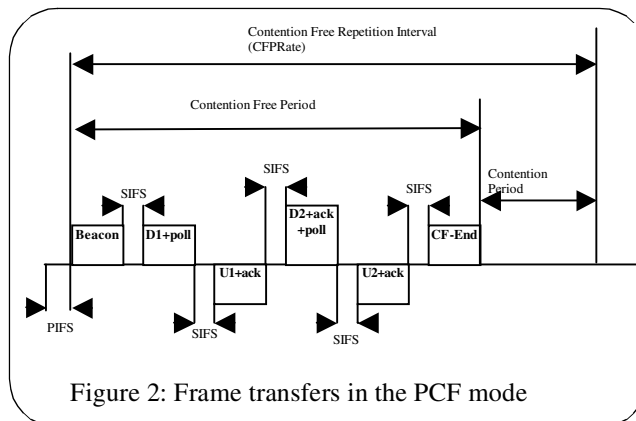 Contention Free Repetition Interval
(CFPRate)
Contention Free Period
SIFS
Contention
Period
SIFS
SIFS
D2+ack
+poll
Beacon
D1+poll
CF-End
U1+ack
U2+ack
PIFS
SIFS
SIFS
Figure 2: Frame transfers in the PCF mode